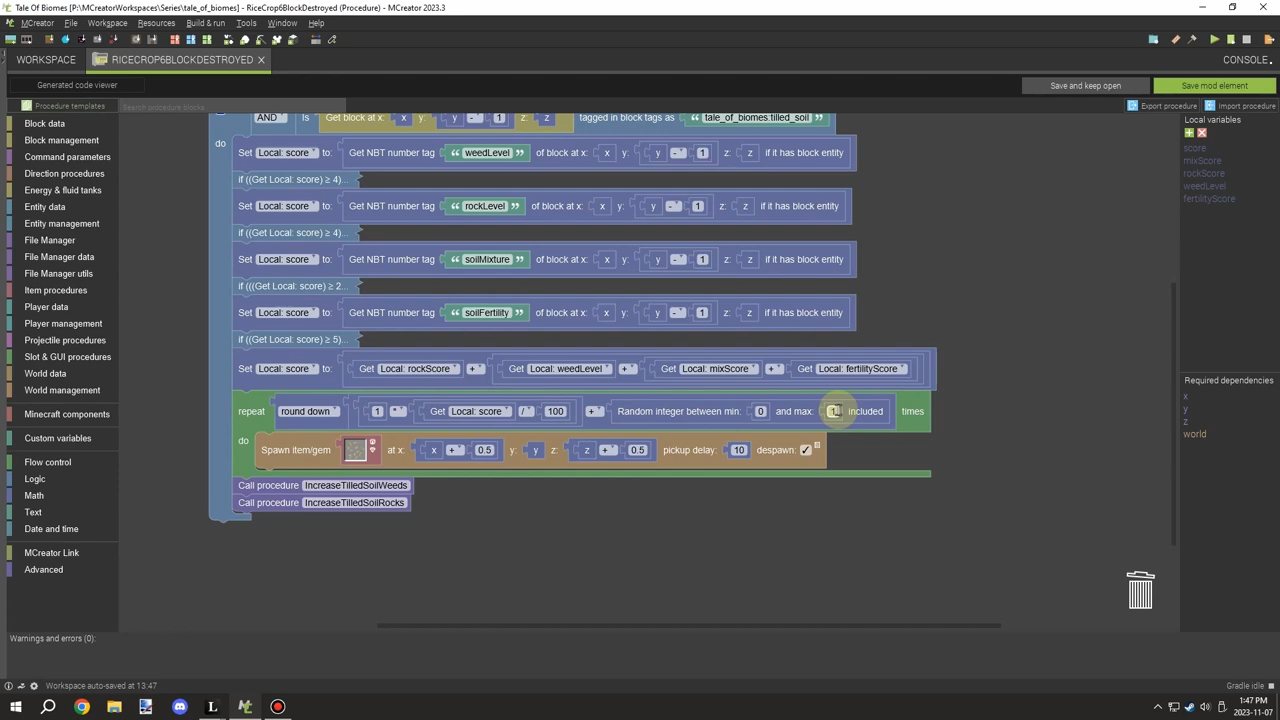 Tale Of Biomes [P:\MCreatorWorkspaces\Series\tale_of_biomes] - RiceCrop6BlockDestroyed (Procedure) - MCreator 2023.3
MCreator File Workspace Resources Build & run Tools Window Help
WORKSPACE RICECROP6BLOCKDESTROYED CONSOLE
Generated code viewer Save and keep open Save mod element
Procedure templates Search procedure blocks Export procedure Import procedure
Block data
Block management
Command parameters
Direction procedures
Energy & fluid tanks
Entity data
Entity management
File Manager
File Manager data
File Manager utils
Item procedures
Player data
Player management
Projectile procedures
Slot & GUI procedures
World data
World management
Minecraft components
Custom variables
Flow control
Logic
Math
Text
Date and time
MCreator Link
Advanced
AND Is Get block at x: x y: y - 1 z: z tagged in block tags as “ tale_of_biomes:tilled_soil ”
do Set Local: score to: Get NBT number tag “ weedLevel ” of block at x: x y: y - 1 z: z if it has block entity
if ((Get Local: score) ≥ 4)...
Set Local: score to: Get NBT number tag “ rockLevel ” of block at x: x y: y - 1 z: z if it has block entity
if ((Get Local: score) ≥ 4)...
Set Local: score to: Get NBT number tag “ soilMixture ” of block at x: x y: y - 1 z: z if it has block entity
if (((Get Local: score) ≥ 2...
Set Local: score to: Get NBT number tag “ soilFertility ” of block at x: x y: y - 1 z: z if it has block entity
if ((Get Local: score) ≥ 5)...
Set Local: score to: Get Local: rockScore + Get Local: weedLevel + Get Local: mixScore + Get Local: fertilityScore
repeat round down 1 * Get Local: score / 100 + Random integer between min: 0 and max: 1 included times
do Spawn item/gem at x: x + 0.5 y: y z: z + 0.5 pickup delay: 10 despawn: ✓
Call procedure IncreaseTilledSoilWeeds
Call procedure IncreaseTilledSoilRocks
Local variables
score
mixScore
rockScore
weedLevel
fertilityScore
Required dependencies
x
y
z
world
Warnings and errors (0):
Workspace auto-saved at 13:47 Gradle idle
L
1:47 PM
2023-11-07